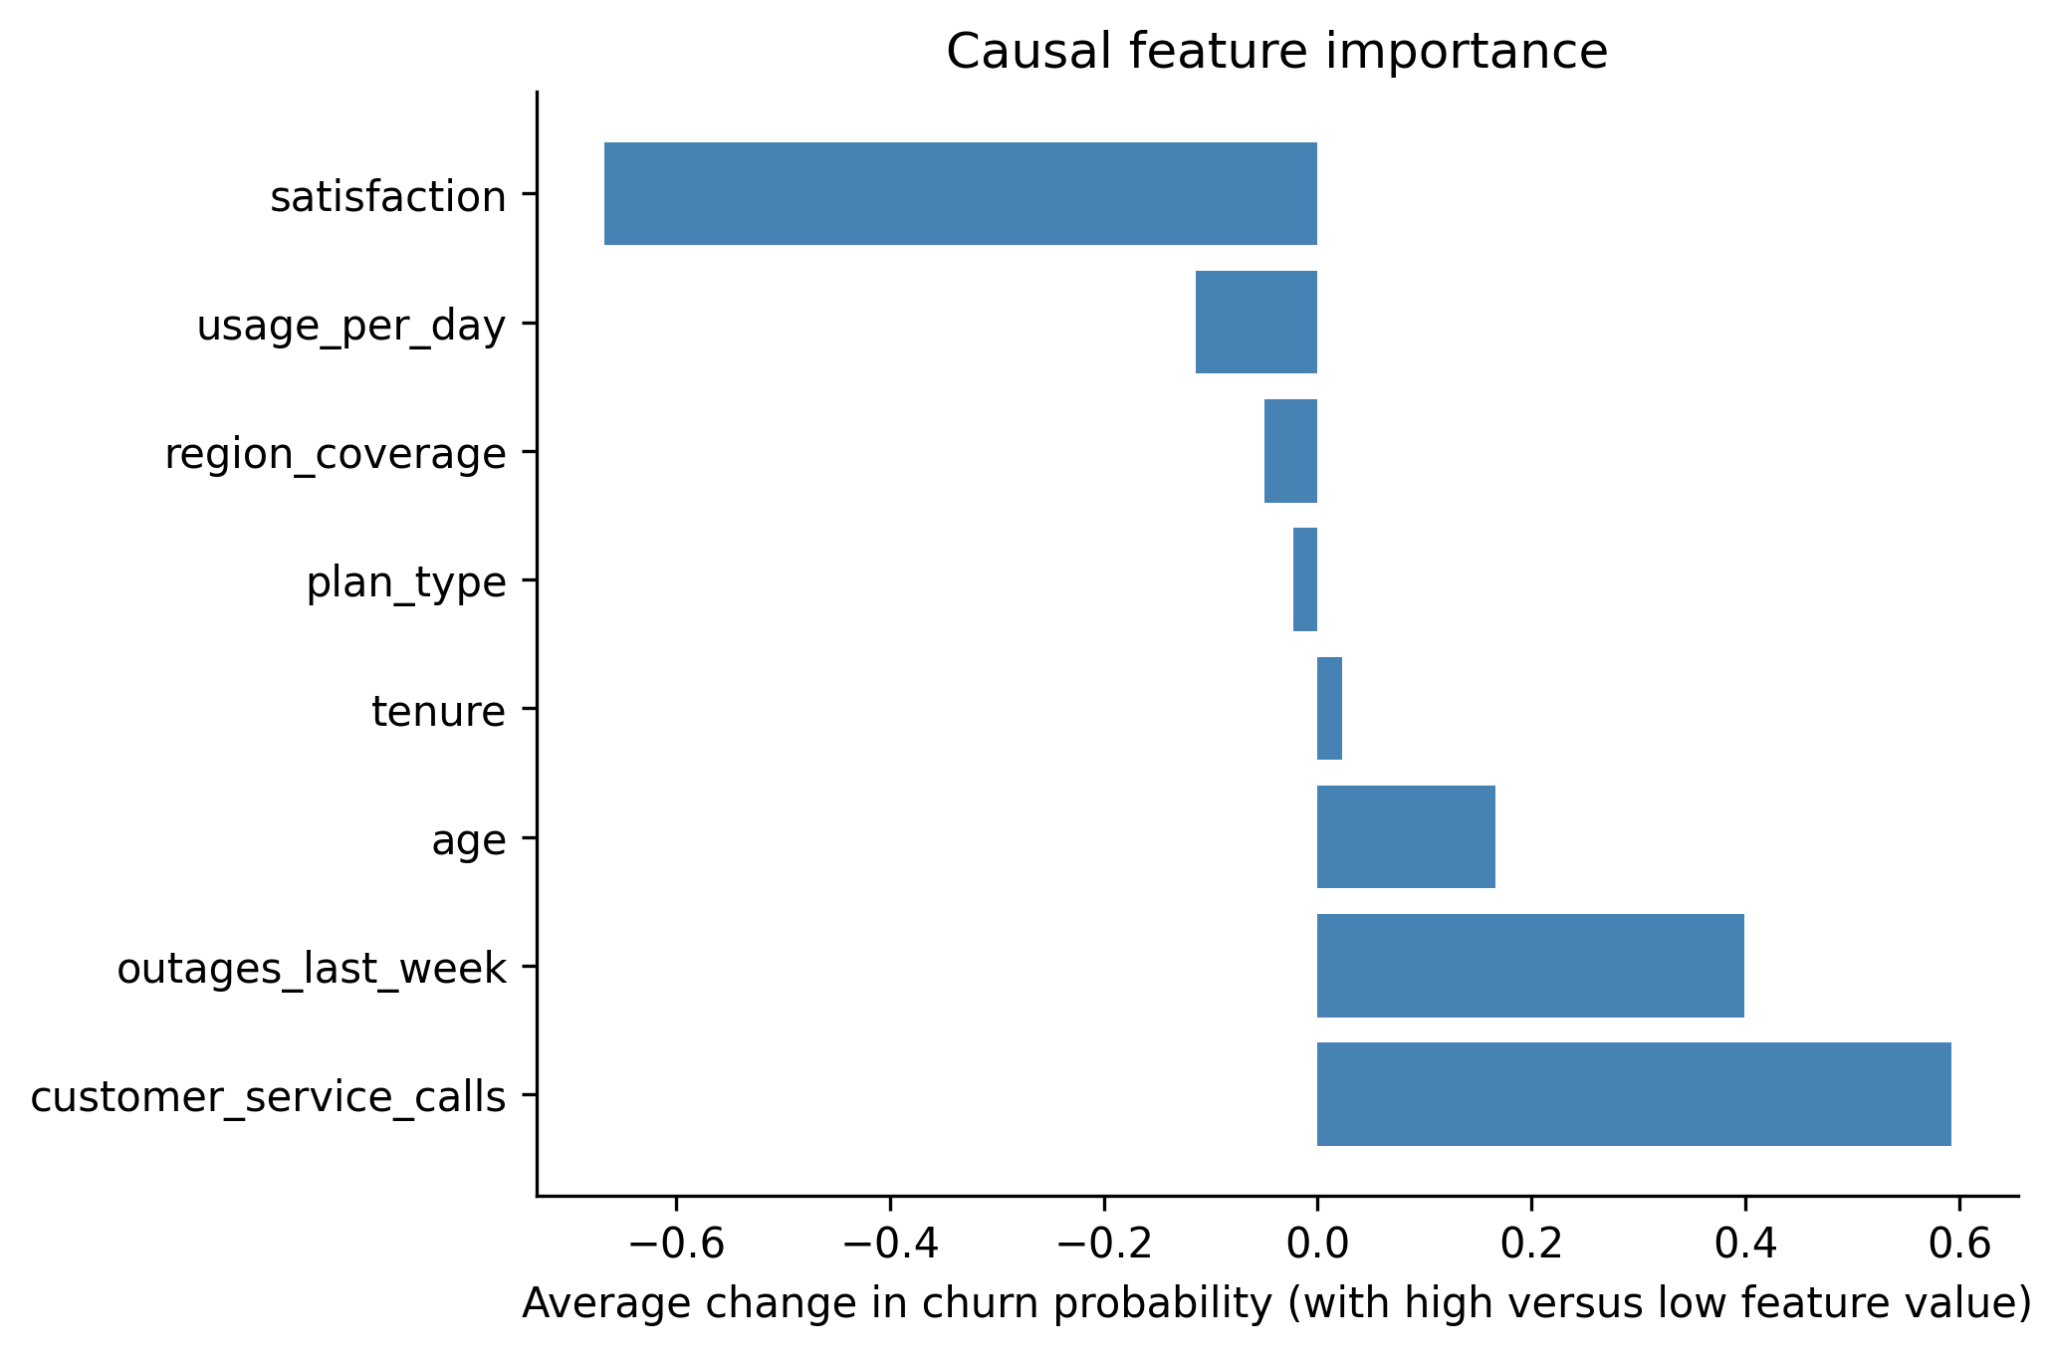 Causal feature importance
satisfaction
usage_per_day
region_coverage
plan_type
tenure
age
outages_last_week
customer_service_calls
−0.6 −0.4 −0.2 0.0 0.2 0.4 0.6
Average change in churn probability (with high versus low feature value)